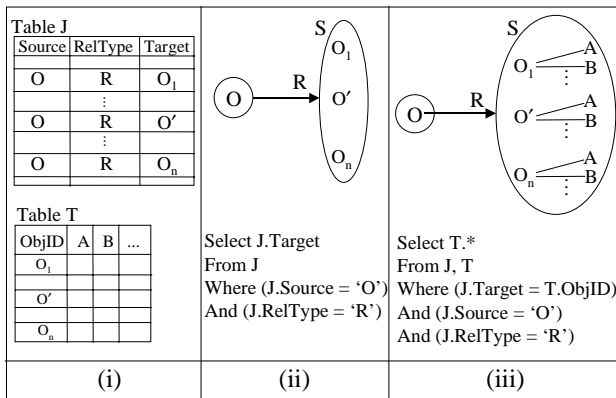 Table J
Source RelType Target
O R O1
⋮
O R O′
⋮
O R On
Table T
ObjID A B ...
O1
O′
On
(i)
S
O1
O R O′
On
Select J.Target
From J
Where (J.Source = ‘O’)
And (J.RelType = ‘R’)
(ii)
S
A
O1 B
⋮
A
O R O′ B
⋮
A
On B
⋮
Select T.*
From J, T
Where (J.Target = T.ObjID)
And (J.Source = ‘O’)
And (J.RelType = ‘R’)
(iii)